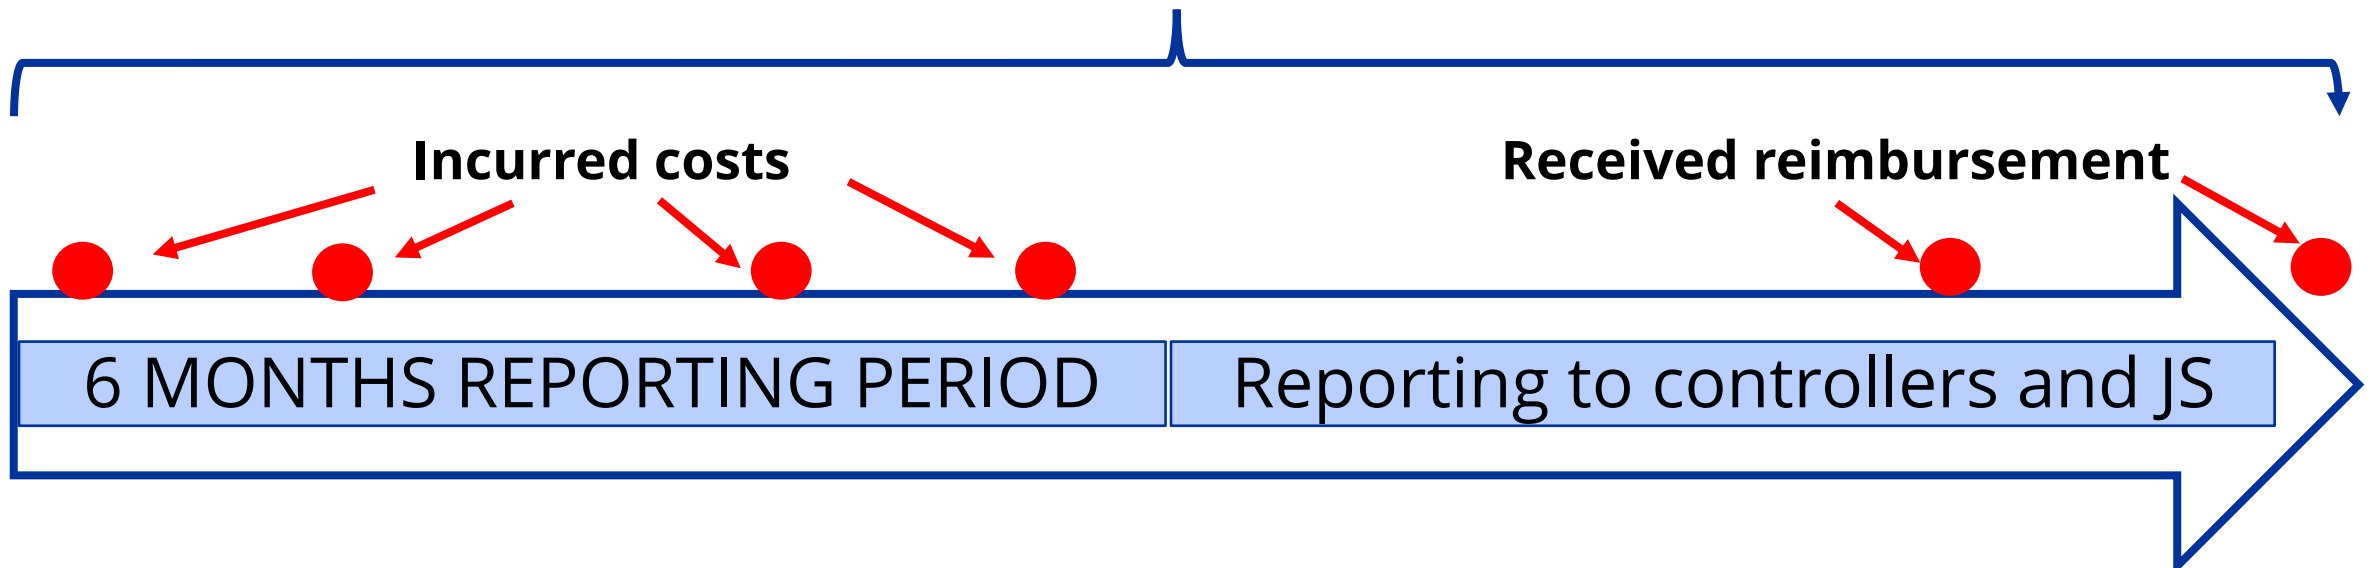 Incurred costs
Received reimbursement
6 MONTHS REPORTING PERIOD
Reporting to controllers and JS